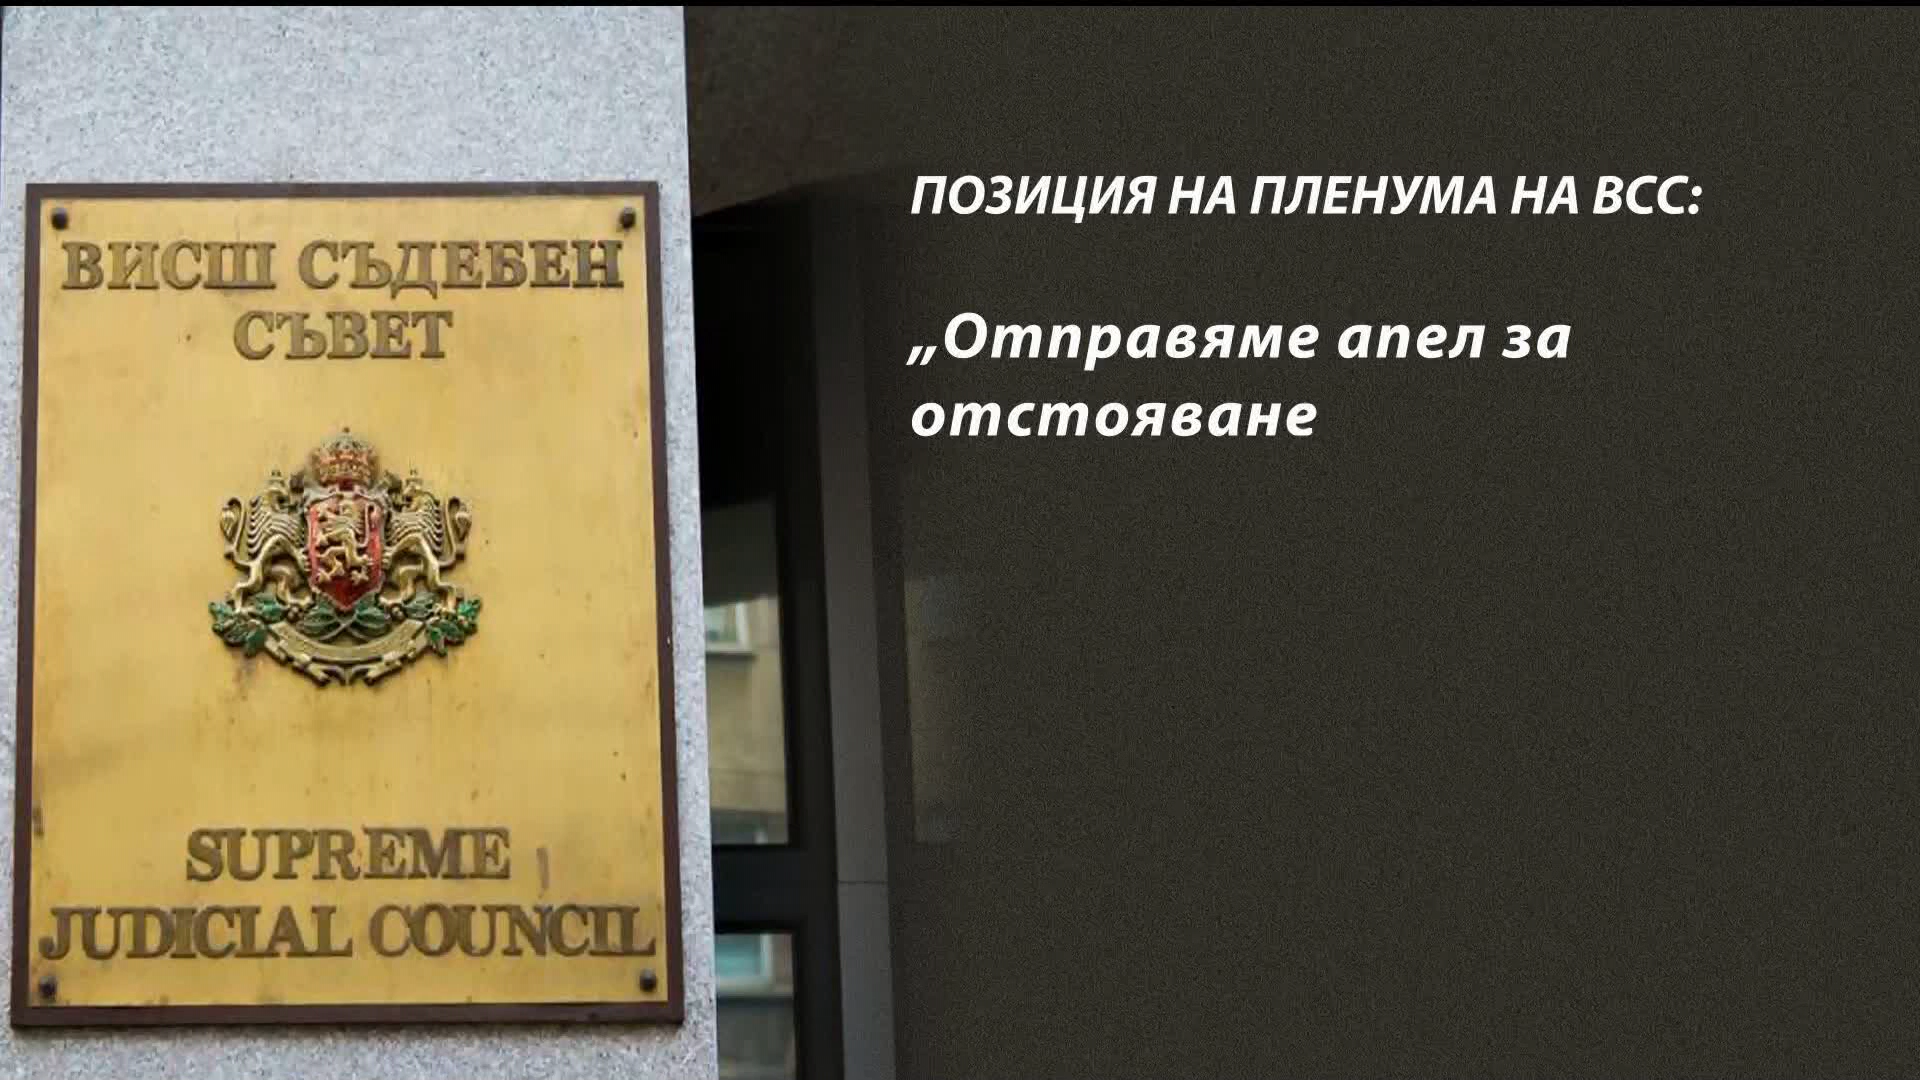 ВИСШ СЪДЕБЕН
СЪВЕТ
SUPREME
JUDICIAL COUNCIL
ПОЗИЦИЯ НА ПЛЕНУМА НА ВСС:
„Отправяме апел за
отстояване